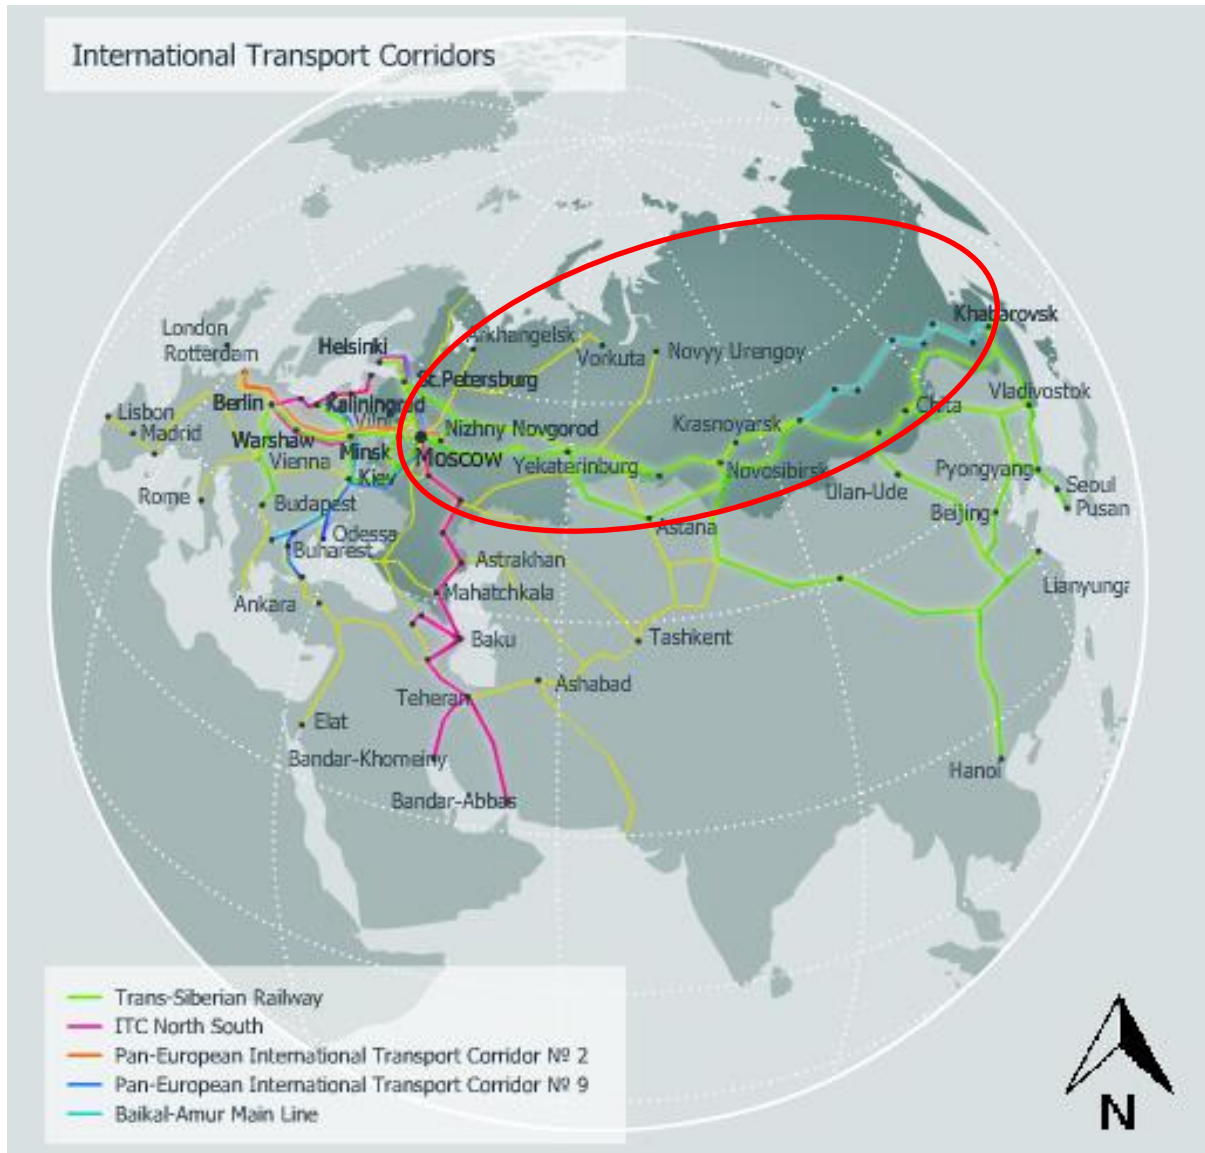 International Transport Corridors
London
Rotterdam
Helsinki
Arkhangelsk
Vorkuta
Novyy Urengoy
Khabarovsk
St.Petersburg
Lisbon
Madrid
Berlin
Kaliningrad
Vilni
Nizhny Novgorod
Krasnoyarsk
Chita
Vladivostok
Warshaw
Minsk
Moscow
Vienna
Kiev
Yekaterinburg
Novosibirsk
Ulan-Ude
Pyongyang
Seoul
Pusan
Rome
Budapest
Odessa
Buharest
Astana
Beijing
Astrakhan
Lianyunga
Ankara
Mahatchkala
Baku
Tashkent
Teheran
Ashabad
Elat
Bandar-Khomeiny
Bandar-Abbas
Hanoi
Trans-Siberian Railway
ITC North South
Pan-European International Transport Corridor № 2
Pan-European International Transport Corridor № 9
Baikal-Amur Main Line
N